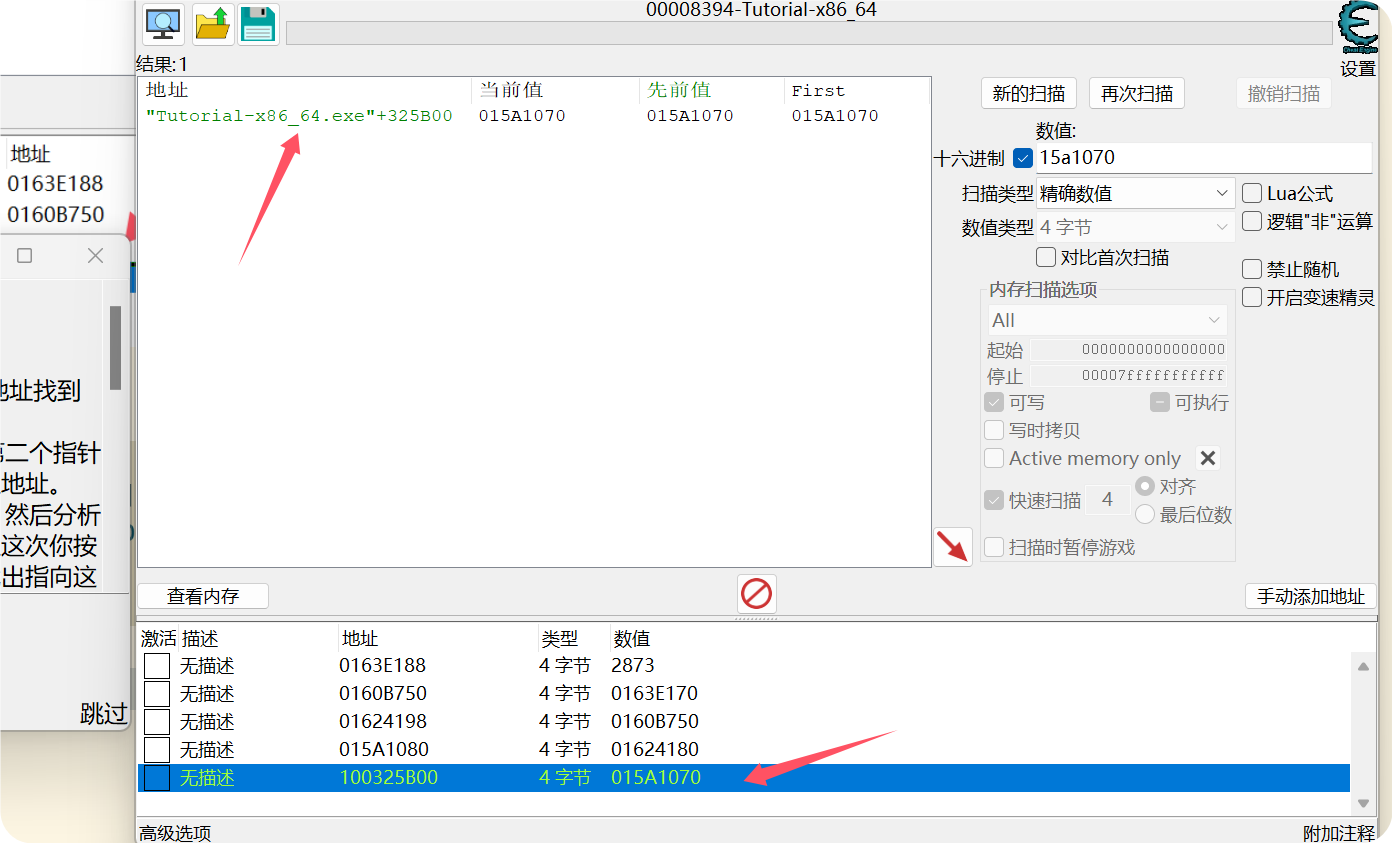 00008394-Tutorial-x86_64
设置
结果:1
地址 当前值 先前值 First
"Tutorial-x86_64.exe"+325B00 015A1070 015A1070 015A1070
新的扫描 再次扫描 撤销扫描
数值:
十六进制 15a1070
扫描类型 精确数值 Lua公式
数值类型 4 字节 逻辑"非"运算
对比首次扫描
禁止随机
内存扫描选项
开启变速精灵
All
起始 0000000000000000
停止 00007fffffffffff
可写 可执行
写时拷贝
Active memory only
快速扫描 4 对齐
最后位数
扫描时暂停游戏
查看内存 手动添加地址
激活 描述 地址 类型 数值
无描述 0163E188 4 字节 2873
无描述 0160B750 4 字节 0163E170
无描述 01624198 4 字节 0160B750
无描述 015A1080 4 字节 01624180
无描述 100325B00 4 字节 015A1070
高级选项 附加注释
地址
0163E188
0160B750
址找到
二个指针
地址。
然后分析
这次你按
出指向这
跳过